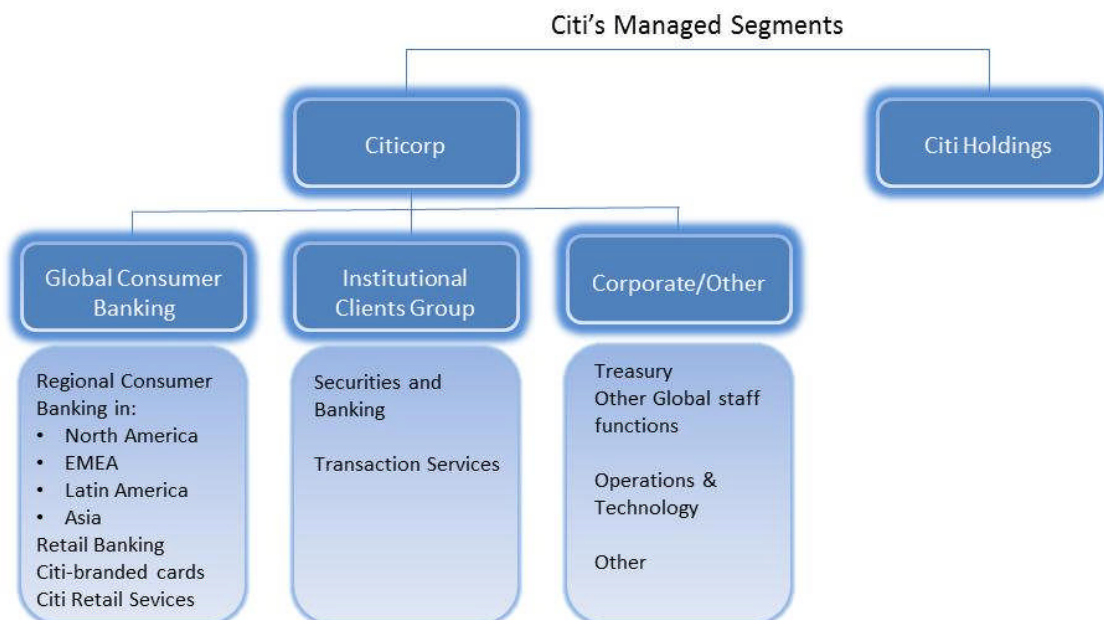 Citi’s Managed Segments
Citicorp
Citi Holdings
Global Consumer
Banking
Institutional
Clients Group
Corporate/Other
Regional Consumer
Banking in:
• North America
• EMEA
• Latin America
• Asia
Retail Banking
Citi-branded cards
Citi Retail Sevices
Securities and
Banking
Transaction Services
Treasury
Other Global staff
functions
Operations &
Technology
Other